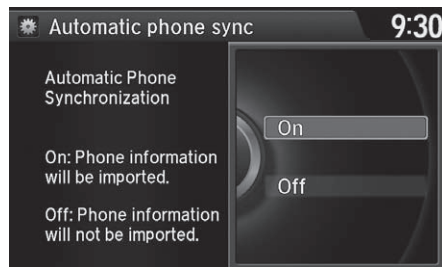 Automatic phone sync
9:30
Automatic Phone
Synchronization
On: Phone information
will be imported.
Off: Phone information
will not be imported.
On
Off